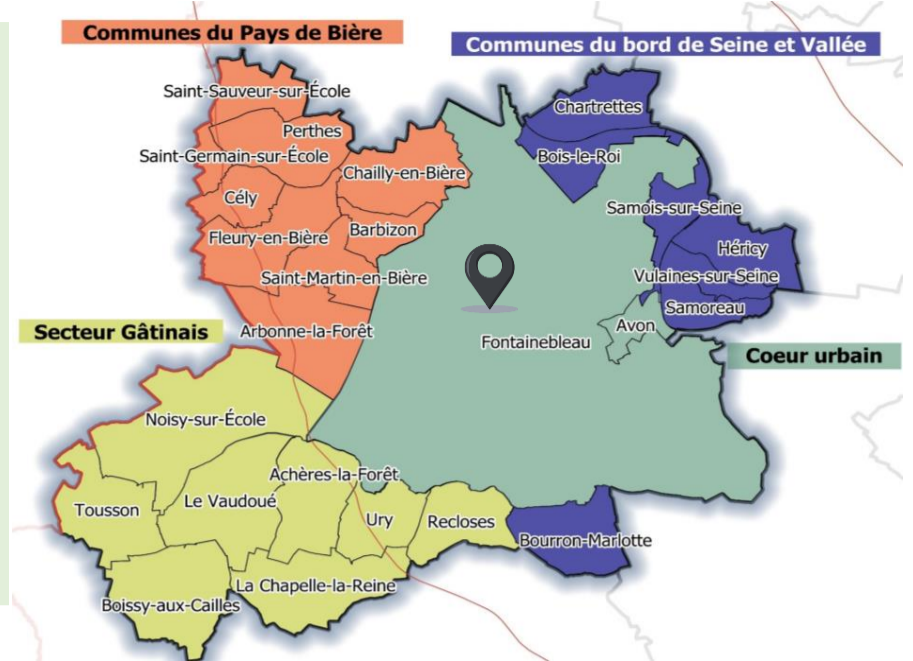 Communes du Pays de Bière
Communes du bord de Seine et Vallée
Saint-Sauveur-sur-École
Chartrettes
Perthes
Saint-Germain-sur-École
Bois-le-Roi
Chailly-en-Bière
Cély
Samois-sur-Seine
Barbizon
Fleury-en-Bière
Héricy
Saint-Martin-en-Bière
Vulaines-sur-Seine
Samoreau
Secteur Gâtinais
Arbonne-la-Forêt
Avon
Fontainebleau
Coeur urbain
Noisy-sur-École
Achères-la-Forêt
Le Vaudoué
Tousson
Ury
Recloses
Bourron-Marlotte
La Chapelle-la-Reine
Boissy-aux-Cailles